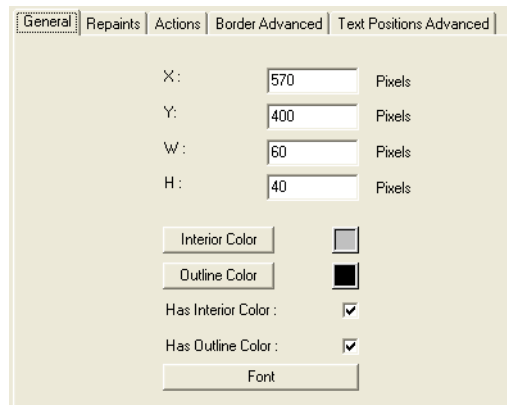 General Repaints Actions Border Advanced Text Positions Advanced
X: 570 Pixels
Y: 400 Pixels
W: 60 Pixels
H: 40 Pixels
Interior Color
Outline Color
Has Interior Color:
Has Outline Color:
Font